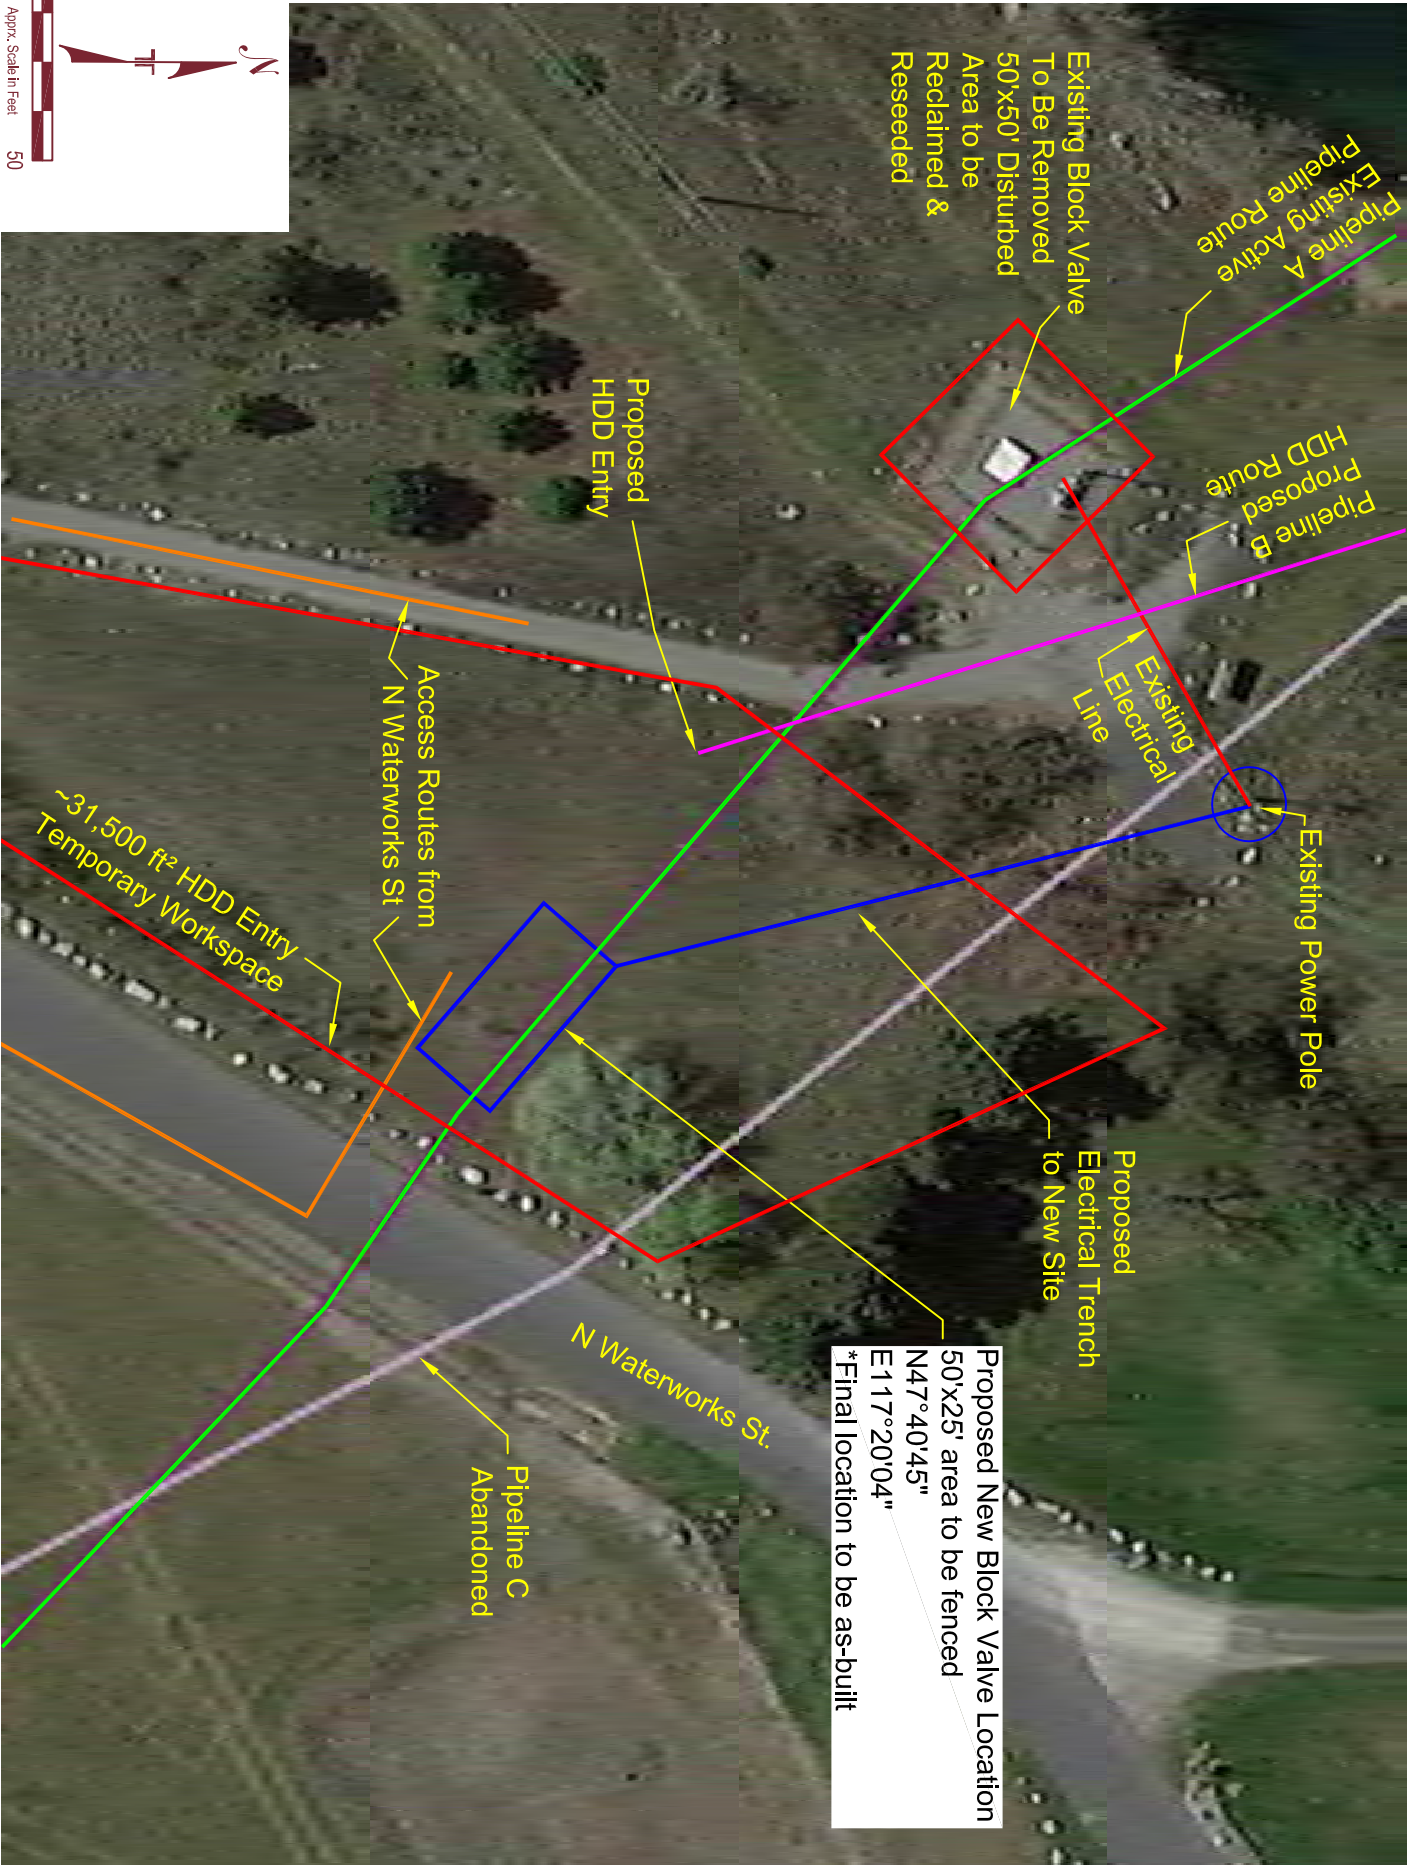 Existing Block Valve
To Be Removed
50'x50' Disturbed
Area to be
Reclaimed &
Reseeded
Pipeline A
Existing Active
Pipeline Route
Pipeline B
Proposed
HDD Route
Existing
Electrical
Line
Existing Power Pole
Proposed
HDD Entry
Access Routes from
N Waterworks St
~31,500 ft² HDD Entry
Temporary Workspace
Proposed
Electrical Trench
to New Site
Proposed New Block Valve Location
50'x25' area to be fenced
N47°40'45"
E117°20'04"
*Final location to be as-built
N Waterworks St.
Pipeline C
Abandoned
N
Apprx. Scale in Feet
50